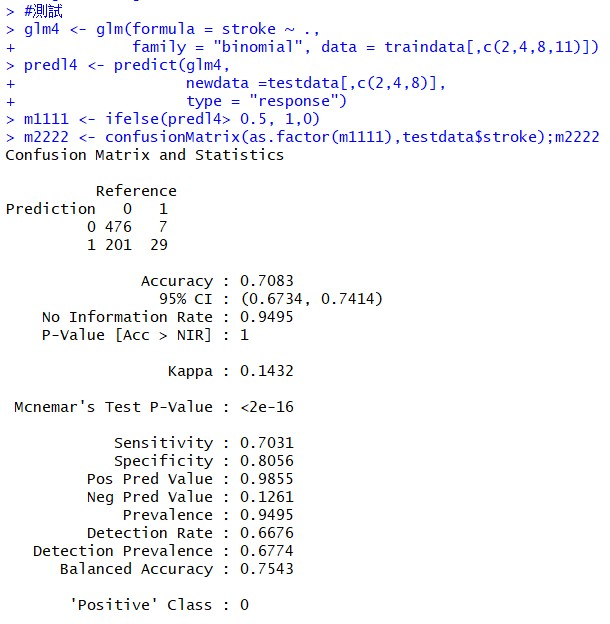 > #測試
> glm4 <- glm(formula = stroke ~ .,
+             family = "binomial", data = traindata[,c(2,4,8,11)])
> predl4 <- predict(glm4,
+                   newdata =testdata[,c(2,4,8)],
+                   type = "response")
> m1111 <- ifelse(predl4> 0.5, 1,0)
> m2222 <- confusionMatrix(as.factor(m1111),testdata$stroke);m2222
Confusion Matrix and Statistics
          Reference
Prediction   0   1
         0 476   7
         1 201  29
               Accuracy : 0.7083
                 95% CI : (0.6734, 0.7414)
    No Information Rate : 0.9495
    P-Value [Acc > NIR] : 1
                  Kappa : 0.1432
 Mcnemar's Test P-Value : <2e-16
            Sensitivity : 0.7031
            Specificity : 0.8056
         Pos Pred Value : 0.9855
         Neg Pred Value : 0.1261
             Prevalence : 0.9495
         Detection Rate : 0.6676
   Detection Prevalence : 0.6774
      Balanced Accuracy : 0.7543
       'Positive' Class : 0